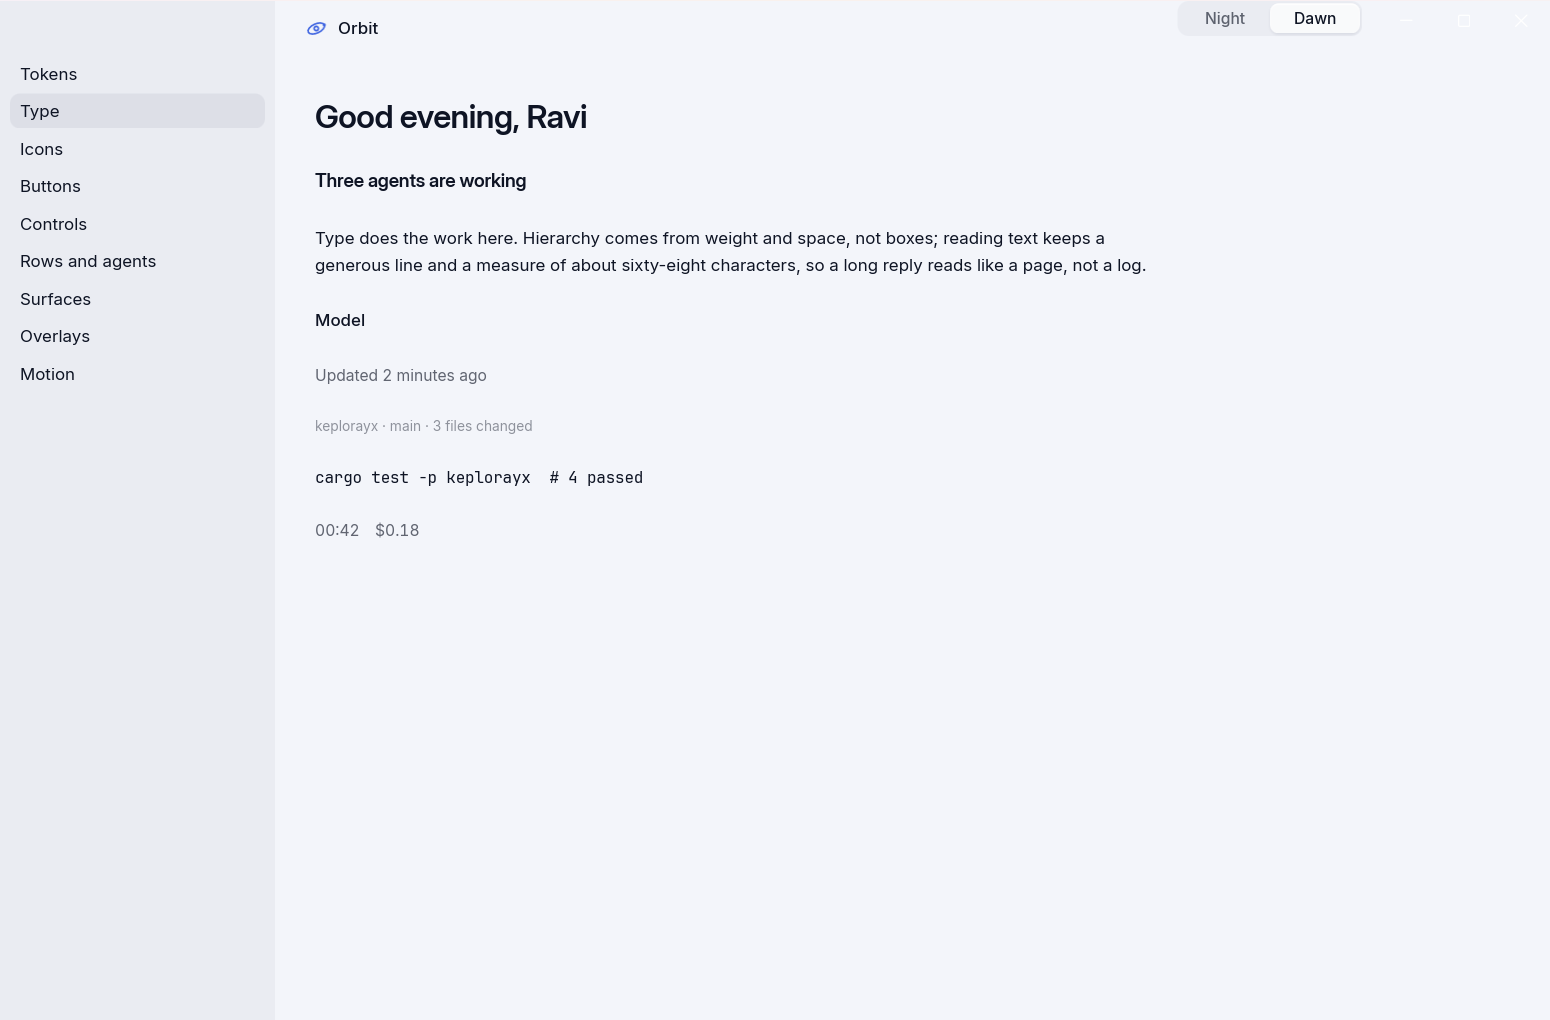 Orbit
Night
Dawn
Tokens
Type
Icons
Buttons
Controls
Rows and agents
Surfaces
Overlays
Motion
Good evening, Ravi
Three agents are working
Type does the work here. Hierarchy comes from weight and space, not boxes; reading text keeps a
generous line and a measure of about sixty-eight characters, so a long reply reads like a page, not a log.
Model
Updated 2 minutes ago
keplorayx · main · 3 files changed
cargo test -p keplorayx  # 4 passed
00:42 $0.18